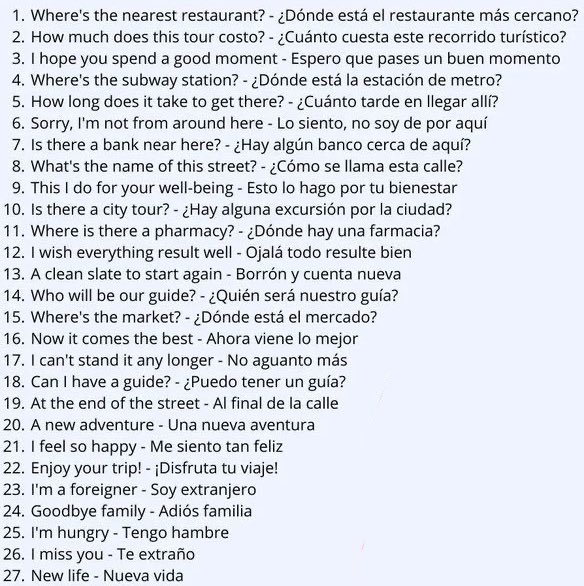 1. Where's the nearest restaurant? - ¿Dónde está el restaurante más cercano?
2. How much does this tour costo? - ¿Cuánto cuesta este recorrido turístico?
3. I hope you spend a good moment - Espero que pases un buen momento
4. Where's the subway station? - ¿Dónde está la estación de metro?
5. How long does it take to get there? - ¿Cuánto tarde en llegar allí?
6. Sorry, I'm not from around here - Lo siento, no soy de por aquí
7. Is there a bank near here? - ¿Hay algún banco cerca de aquí?
8. What's the name of this street? - ¿Cómo se llama esta calle?
9. This I do for your well-being - Esto lo hago por tu bienestar
10. Is there a city tour? - ¿Hay alguna excursión por la ciudad?
11. Where is there a pharmacy? - ¿Dónde hay una farmacia?
12. I wish everything result well - Ojalá todo resulte bien
13. A clean slate to start again - Borrón y cuenta nueva
14. Who will be our guide? - ¿Quién será nuestro guía?
15. Where's the market? - ¿Dónde está el mercado?
16. Now it comes the best - Ahora viene lo mejor
17. I can't stand it any longer - No aguanto más
18. Can I have a guide? - ¿Puedo tener un guía?
19. At the end of the street - Al final de la calle
20. A new adventure - Una nueva aventura
21. I feel so happy - Me siento tan feliz
22. Enjoy your trip! - ¡Disfruta tu viaje!
23. I'm a foreigner - Soy extranjero
24. Goodbye family - Adiós familia
25. I'm hungry - Tengo hambre
26. I miss you - Te extraño
27. New life - Nueva vida